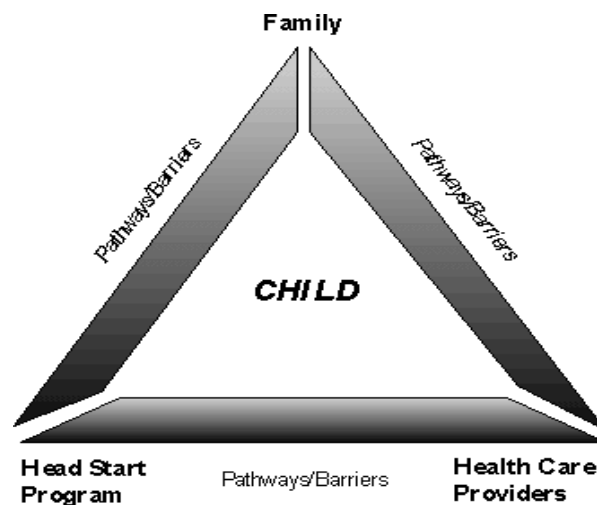 Family
Pathways/Barriers
Pathways/Barriers
CHILD
Head Start
Program
Pathways/Barriers
Health Care
Providers